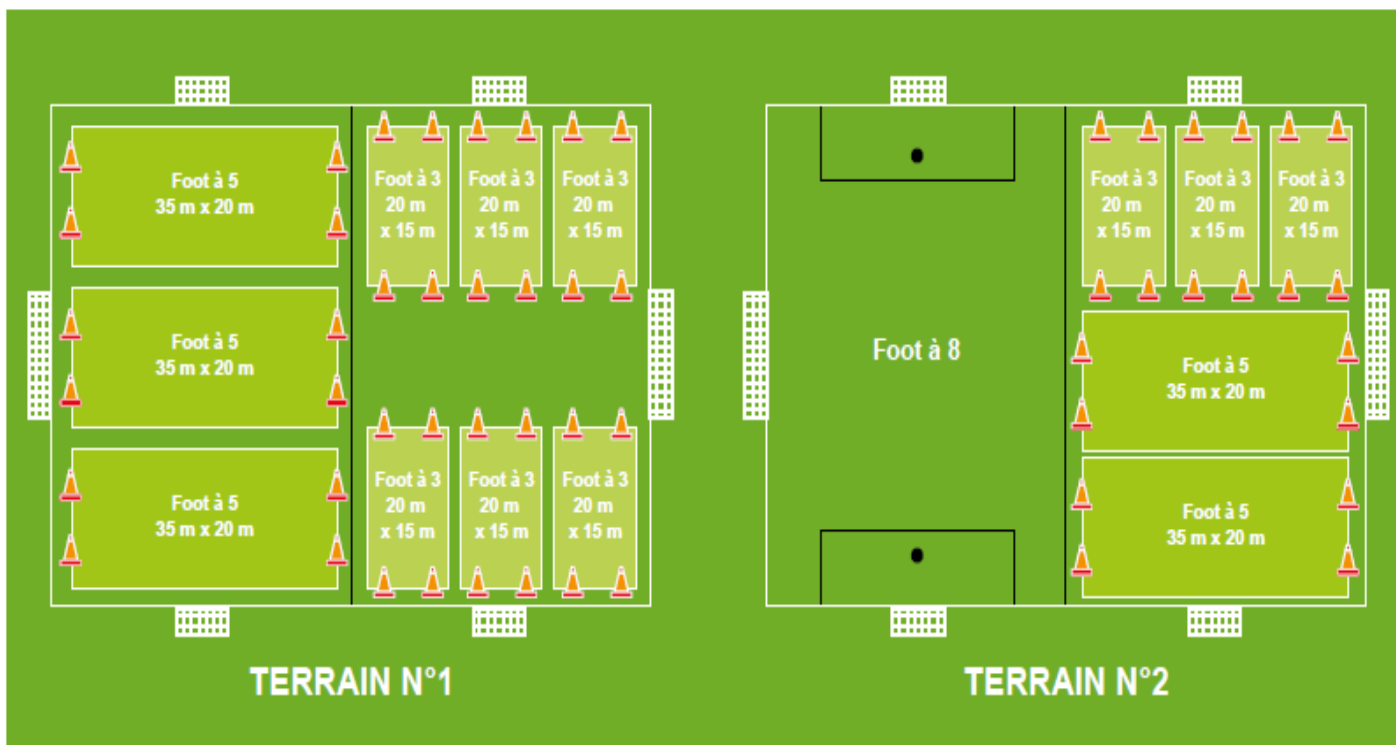 Foot à 5
35 m x 20 m
Foot à 5
35 m x 20 m
Foot à 5
35 m x 20 m
Foot à 3
20 m
x 15 m
Foot à 3
20 m
x 15 m
Foot à 3
20 m
x 15 m
Foot à 3
20 m
x 15 m
Foot à 3
20 m
x 15 m
Foot à 3
20 m
x 15 m
TERRAIN N°1
Foot à 8
Foot à 3
20 m
x 15 m
Foot à 3
20 m
x 15 m
Foot à 3
20 m
x 15 m
Foot à 5
35 m x 20 m
Foot à 5
35 m x 20 m
TERRAIN N°2